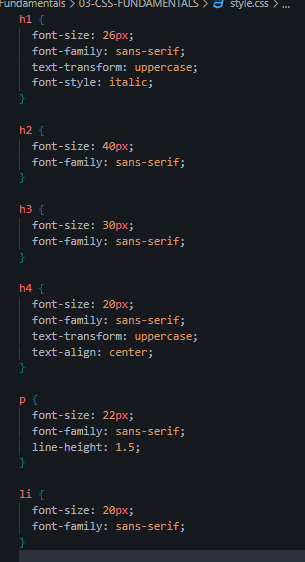 Fundamentals > 03-CSS-FUNDAMENTALS > style.css > ...
h1 {
font-size: 26px;
font-family: sans-serif;
text-transform: uppercase;
font-style: italic;
}
h2 {
font-size: 40px;
font-family: sans-serif;
}
h3 {
font-size: 30px;
font-family: sans-serif;
}
h4 {
font-size: 20px;
font-family: sans-serif;
text-transform: uppercase;
text-align: center;
}
p {
font-size: 22px;
font-family: sans-serif;
line-height: 1.5;
}
li {
font-size: 20px;
font-family: sans-serif;
}